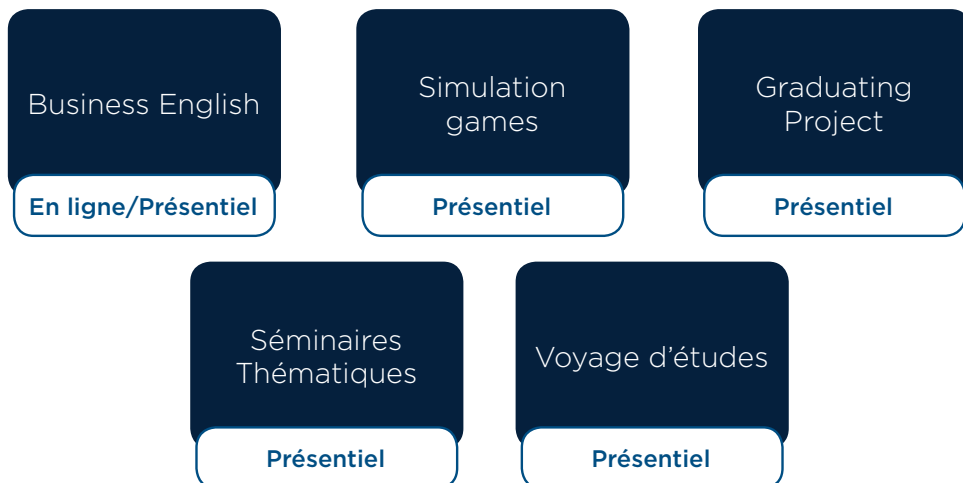 Business English
En ligne/Présentiel
Simulation
games
Présentiel
Graduating
Project
Présentiel
Séminaires
Thématiques
Présentiel
Voyage d'études
Présentiel